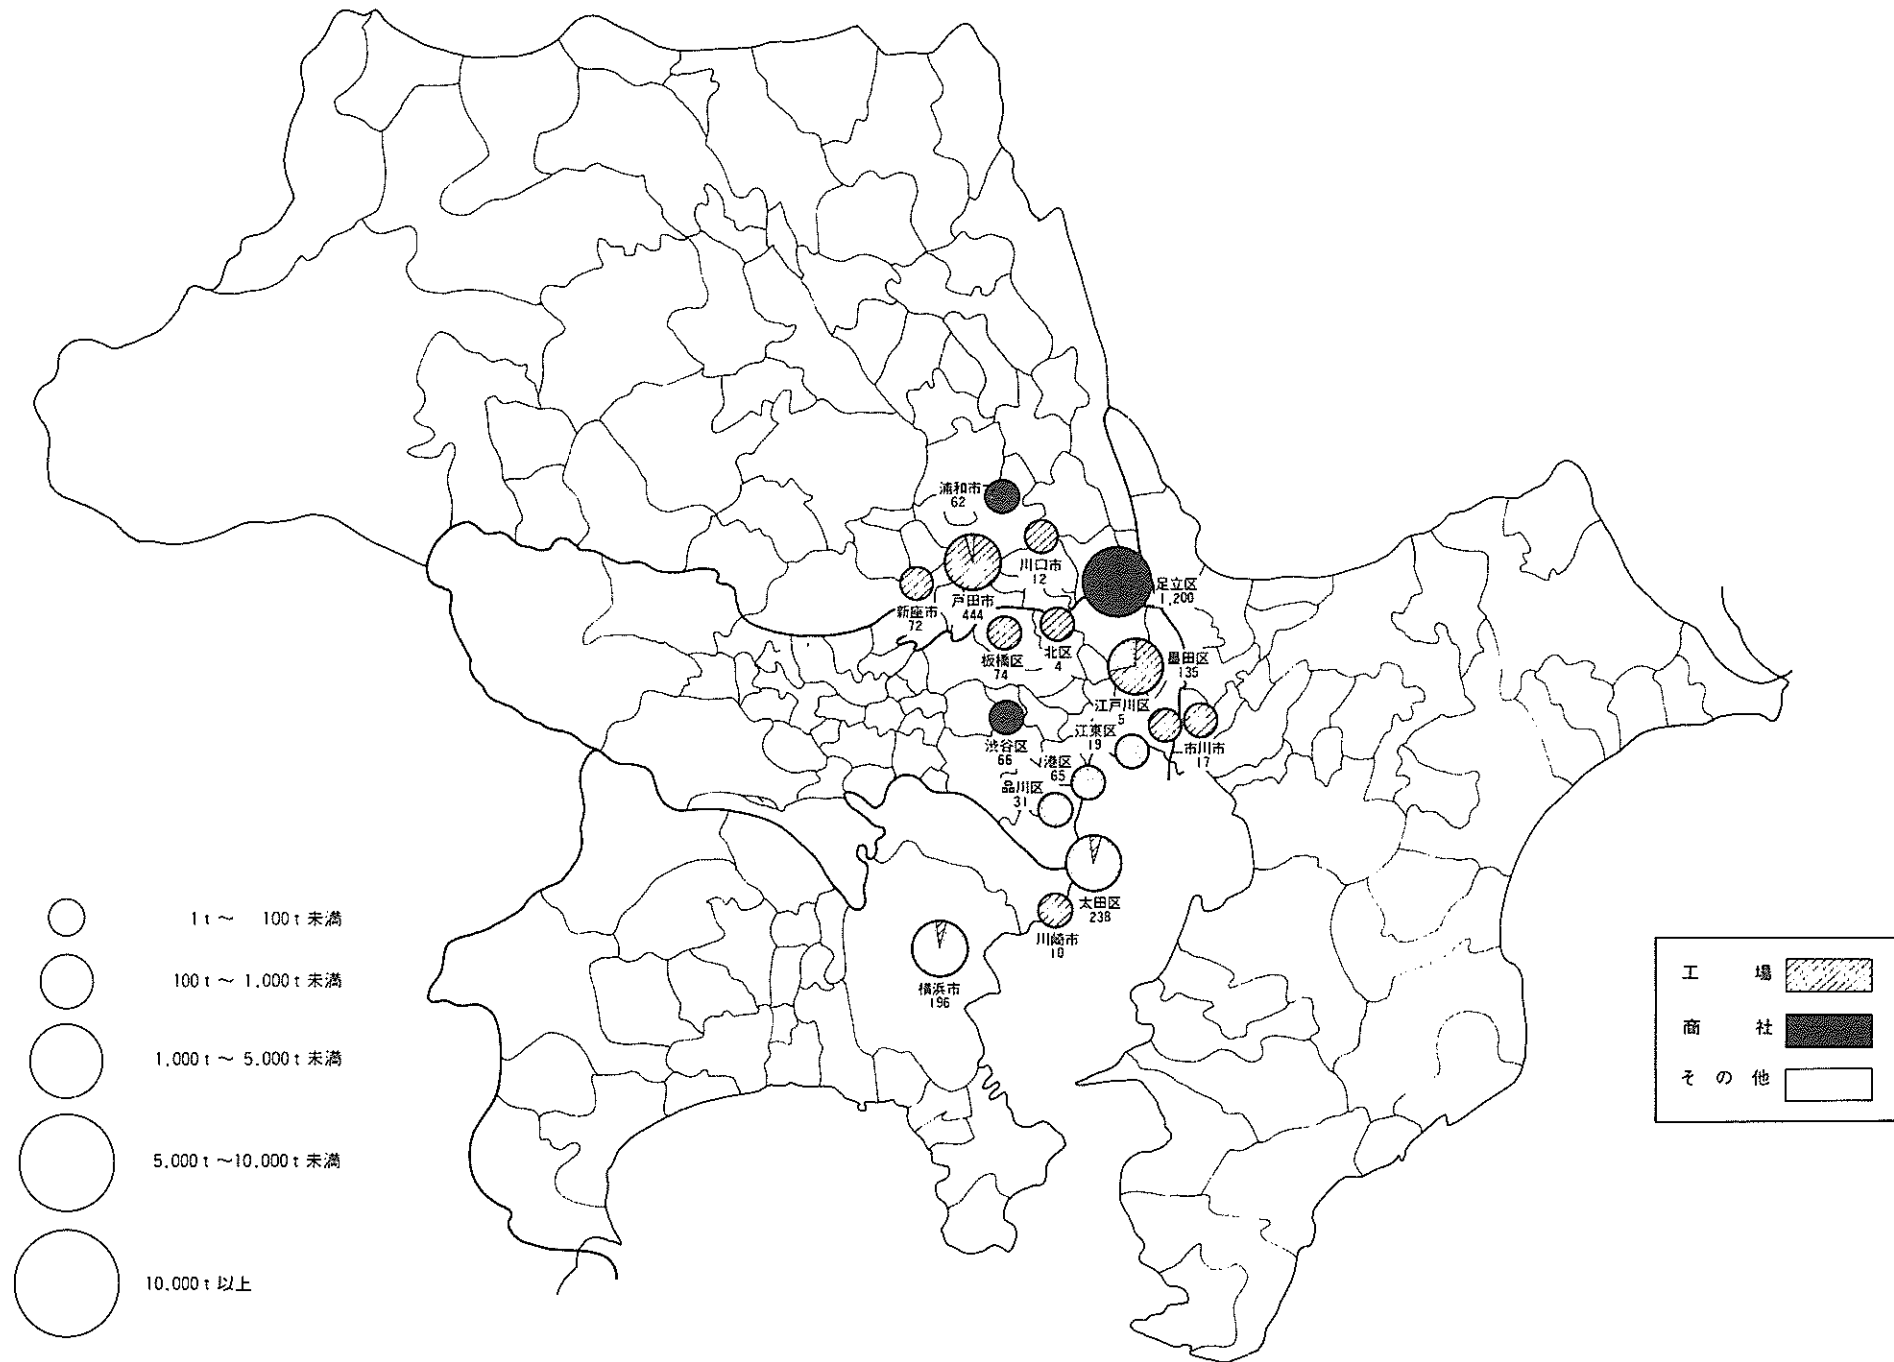 浦和市
62
川口市
12
戸田市
444
新座市
72
足立区
1,200
板橋区
74
北区
4
墨田区
135
江戸川区
5
江東区
19
市川市
17
渋谷区
66
港区
65
品川区
31
太田区
238
川崎市
10
横浜市
196
1t～ 100t未満
100t～1,000t未満
1,000t～5,000t未満
5,000t～10,000t未満
10,000t以上
工 場
商 社
その他